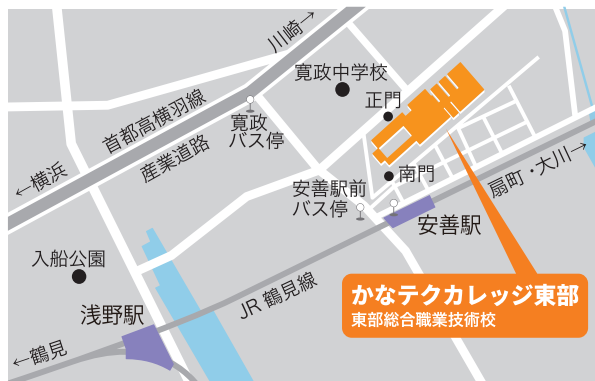 川崎→
寛政中学校
正門
首都高横羽線
寛政
バス停
産業道路
←横浜
南門
扇町・大川→
安善駅前
バス停
安善駅
入船公園
かなテクカレッジ東部
東部総合職業技術校
JR鶴見線
浅野駅
←鶴見